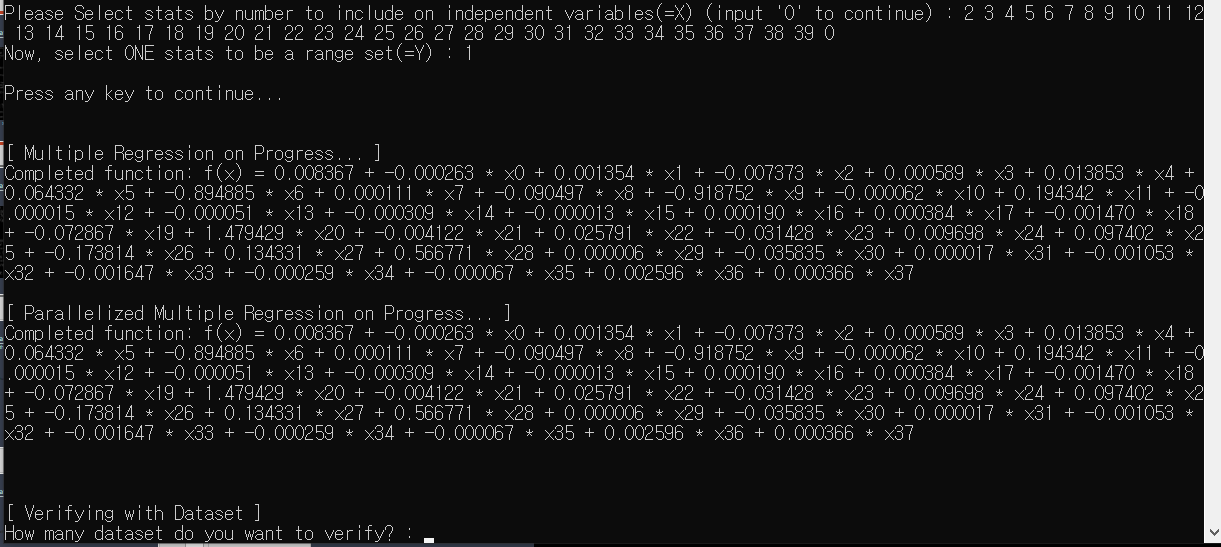 Please Select stats by number to include on independent variables(=X) (input '0' to continue) : 2 3 4 5 6 7 8 9 10 11 12
13 14 15 16 17 18 19 20 21 22 23 24 25 26 27 28 29 30 31 32 33 34 35 36 37 38 39 0
Now, select ONE stats to be a range set(=Y) : 1
Press any key to continue...
[ Multiple Regression on Progress... ]
Completed function: f(x) = 0.008367 + -0.000263 * x0 + 0.001354 * x1 + -0.007373 * x2 + 0.000589 * x3 + 0.013853 * x4 +
0.064332 * x5 + -0.894885 * x6 + 0.000111 * x7 + -0.090497 * x8 + -0.918752 * x9 + -0.000062 * x10 + 0.194342 * x11 + -0
.000015 * x12 + -0.000051 * x13 + -0.000309 * x14 + -0.000013 * x15 + 0.000190 * x16 + 0.000384 * x17 + -0.001470 * x18
+ -0.072867 * x19 + 1.479429 * x20 + -0.004122 * x21 + 0.025791 * x22 + -0.031428 * x23 + 0.009698 * x24 + 0.097402 * x2
5 + -0.173814 * x26 + 0.134331 * x27 + 0.566771 * x28 + 0.000006 * x29 + -0.035835 * x30 + 0.000017 * x31 + -0.001053 *
x32 + -0.001647 * x33 + -0.000259 * x34 + -0.000067 * x35 + 0.002596 * x36 + 0.000366 * x37
[ Parallelized Multiple Regression on Progress... ]
Completed function: f(x) = 0.008367 + -0.000263 * x0 + 0.001354 * x1 + -0.007373 * x2 + 0.000589 * x3 + 0.013853 * x4 +
0.064332 * x5 + -0.894885 * x6 + 0.000111 * x7 + -0.090497 * x8 + -0.918752 * x9 + -0.000062 * x10 + 0.194342 * x11 + -0
.000015 * x12 + -0.000051 * x13 + -0.000309 * x14 + -0.000013 * x15 + 0.000190 * x16 + 0.000384 * x17 + -0.001470 * x18
+ -0.072867 * x19 + 1.479429 * x20 + -0.004122 * x21 + 0.025791 * x22 + -0.031428 * x23 + 0.009698 * x24 + 0.097402 * x2
5 + -0.173814 * x26 + 0.134331 * x27 + 0.566771 * x28 + 0.000006 * x29 + -0.035835 * x30 + 0.000017 * x31 + -0.001053 *
x32 + -0.001647 * x33 + -0.000259 * x34 + -0.000067 * x35 + 0.002596 * x36 + 0.000366 * x37
[ Verifying with Dataset ]
How many dataset do you want to verify? :